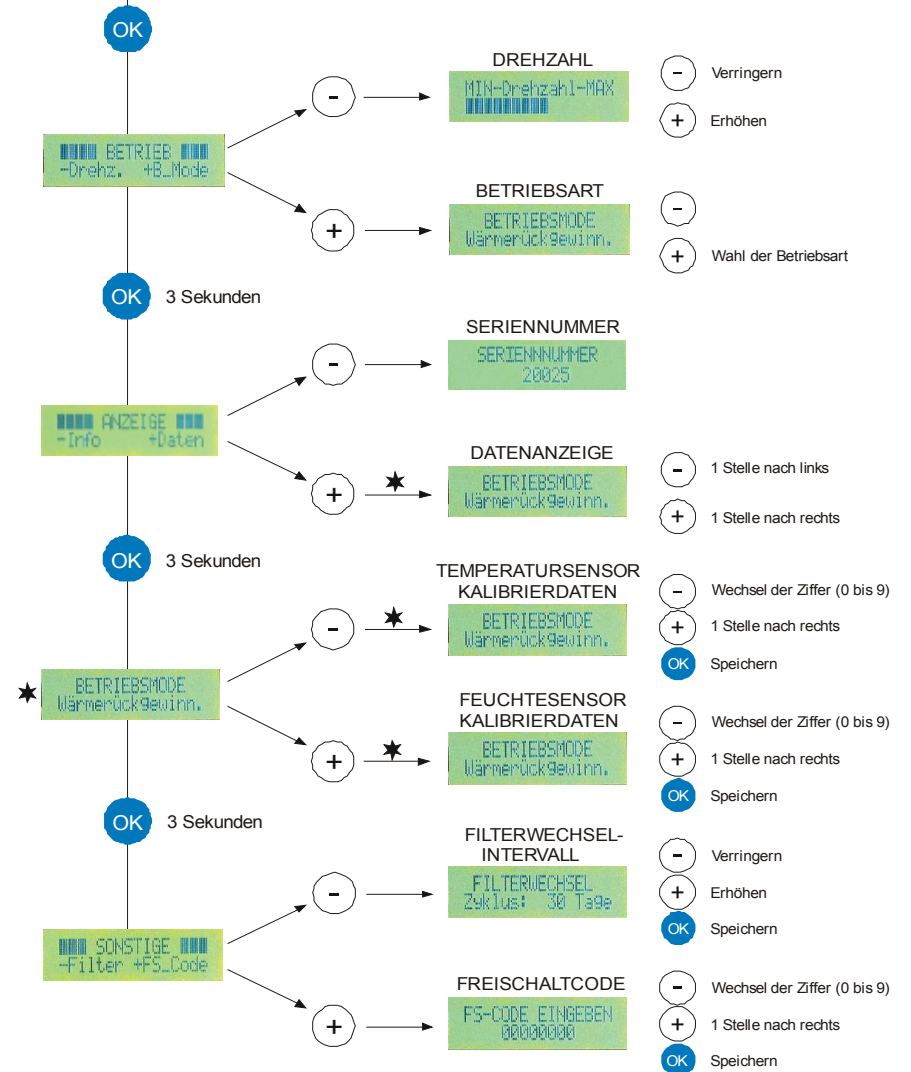 OK
DREHZAHL
MIN-Drehzahl-MAX
- Verringern
+ Erhöhen
-
BETRIEB
-Drehz. +B_Mode
BETRIEBSART
BETRIEBSMODE
Wärmerückgewinn.
-
+ Wahl der Betriebsart
+
OK 3 Sekunden
SERIENNUMMER
SERIENNNUMMER
20025
-
ANZEIGE
-Info +Daten
DATENANZEIGE
BETRIEBSMODE
Wärmerückgewinn.
- 1 Stelle nach links
+ 1 Stelle nach rechts
+
OK 3 Sekunden
TEMPERATURSENSOR
KALIBRIERDATEN
BETRIEBSMODE
Wärmerückgewinn.
- Wechsel der Ziffer (0 bis 9)
+ 1 Stelle nach rechts
OK Speichern
-
BETRIEBSMODE
Wärmerückgewinn.
FEUCHTESENSOR
KALIBRIERDATEN
BETRIEBSMODE
Wärmerückgewinn.
- Wechsel der Ziffer (0 bis 9)
+ 1 Stelle nach rechts
OK Speichern
+
OK 3 Sekunden
FILTERWECHSEL-
INTERVALL
FILTERWECHSEL
Zyklus: 30 Tage
- Verringern
+ Erhöhen
OK Speichern
-
SONSTIGE
-Filter +FS_Code
FREISCHALTCODE
FS-CODE EINGEBEN
00000000
- Wechsel der Ziffer (0 bis 9)
+ 1 Stelle nach rechts
OK Speichern
+